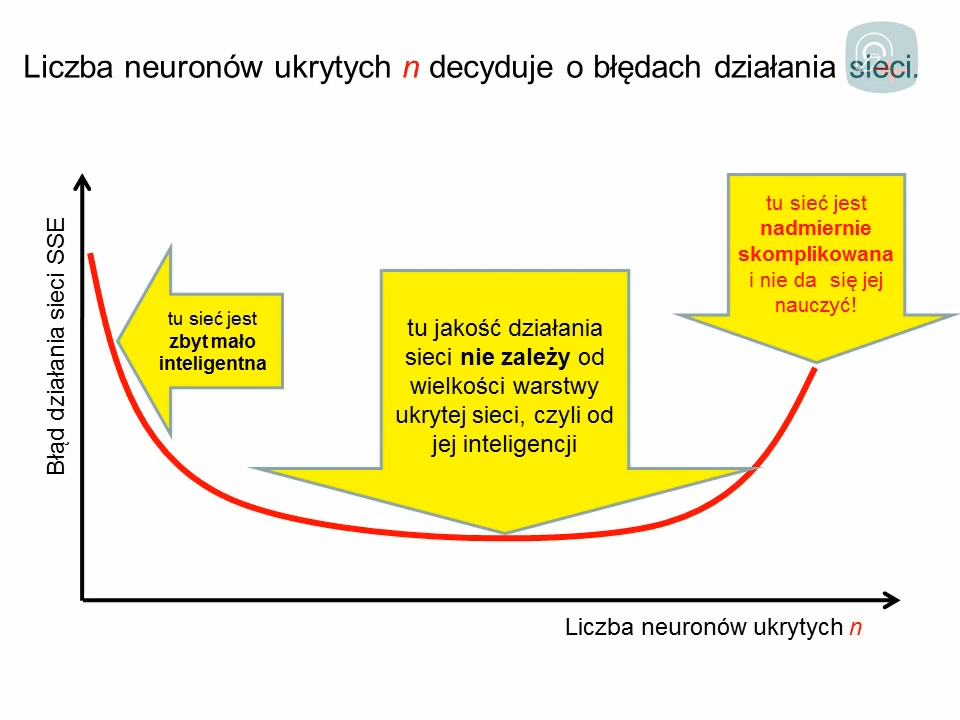 Liczba neuronów ukrytych n decyduje o błędach działania sieci.
Błąd działania sieci SSE
tu sieć jest
zbyt mało
inteligentna
tu jakość działania
sieci nie zależy od
wielkości warstwy
ukrytej sieci, czyli od
jej inteligencji
tu sieć jest
nadmiernie
skomplikowana
i nie da się jej
nauczyć!
Liczba neuronów ukrytych n